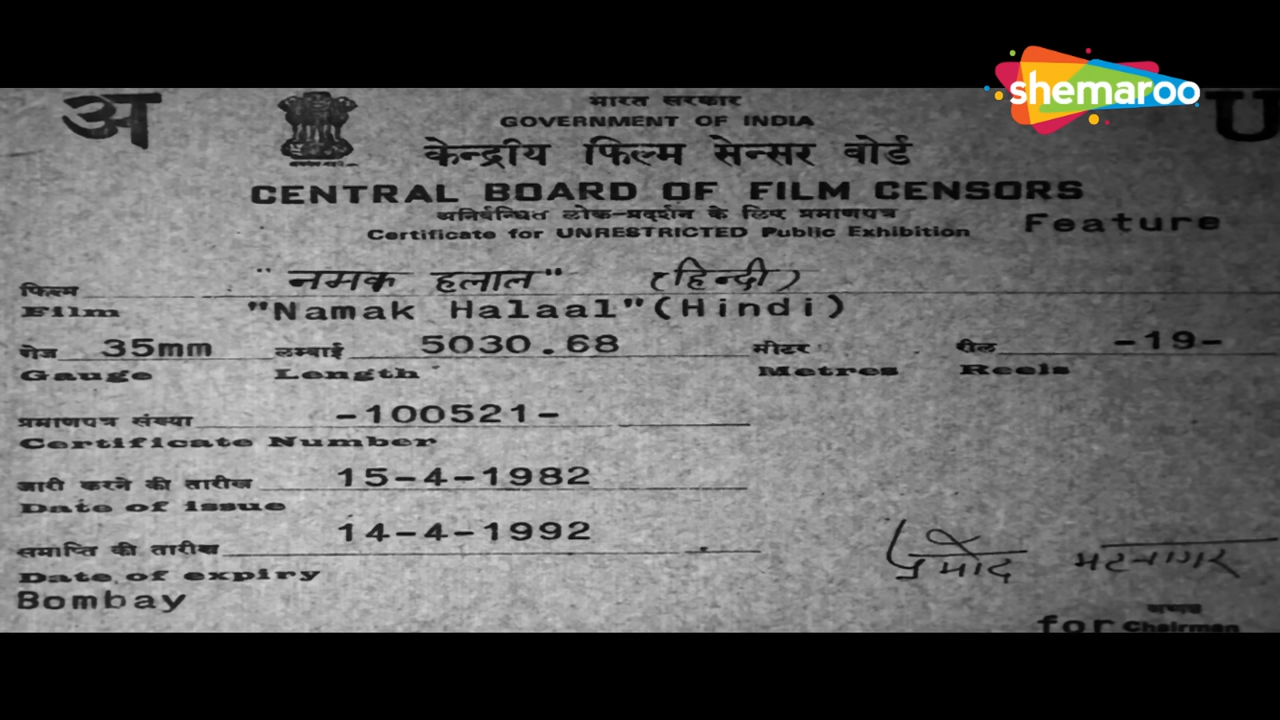 shemaroo
अ U
भारत सरकार
GOVERNMENT OF INDIA
केन्द्रीय फिल्म सेन्सर बोर्ड
CENTRAL BOARD OF FILM CENSORS
अनिर्बन्धित लोक-प्रदर्शन के लिए प्रमाणपत्र
Certificate for UNRESTRICTED Public Exhibition Feature
फिल्म "नमक हलाल" (हिन्दी)
Film "Namak Halaal" (Hindi)
गेज 35mm लम्बाई 5030.68 मीटर रील -19-
Gauge Length Metres Reels
प्रमाणपत्र संख्या -100521-
Certificate Number
जारी करने की तारीख 15-4-1982
Date of issue
समाप्ति की तारीख 14-4-1992
Date of expiry
Bombay
प्रमोद भटनागर
for Chairman